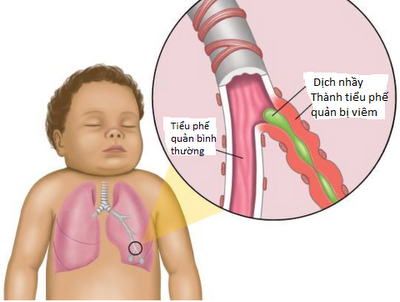 Dịch nhầy
Thành tiểu phế
quản bị viêm
Tiểu phế
quản bình
thường